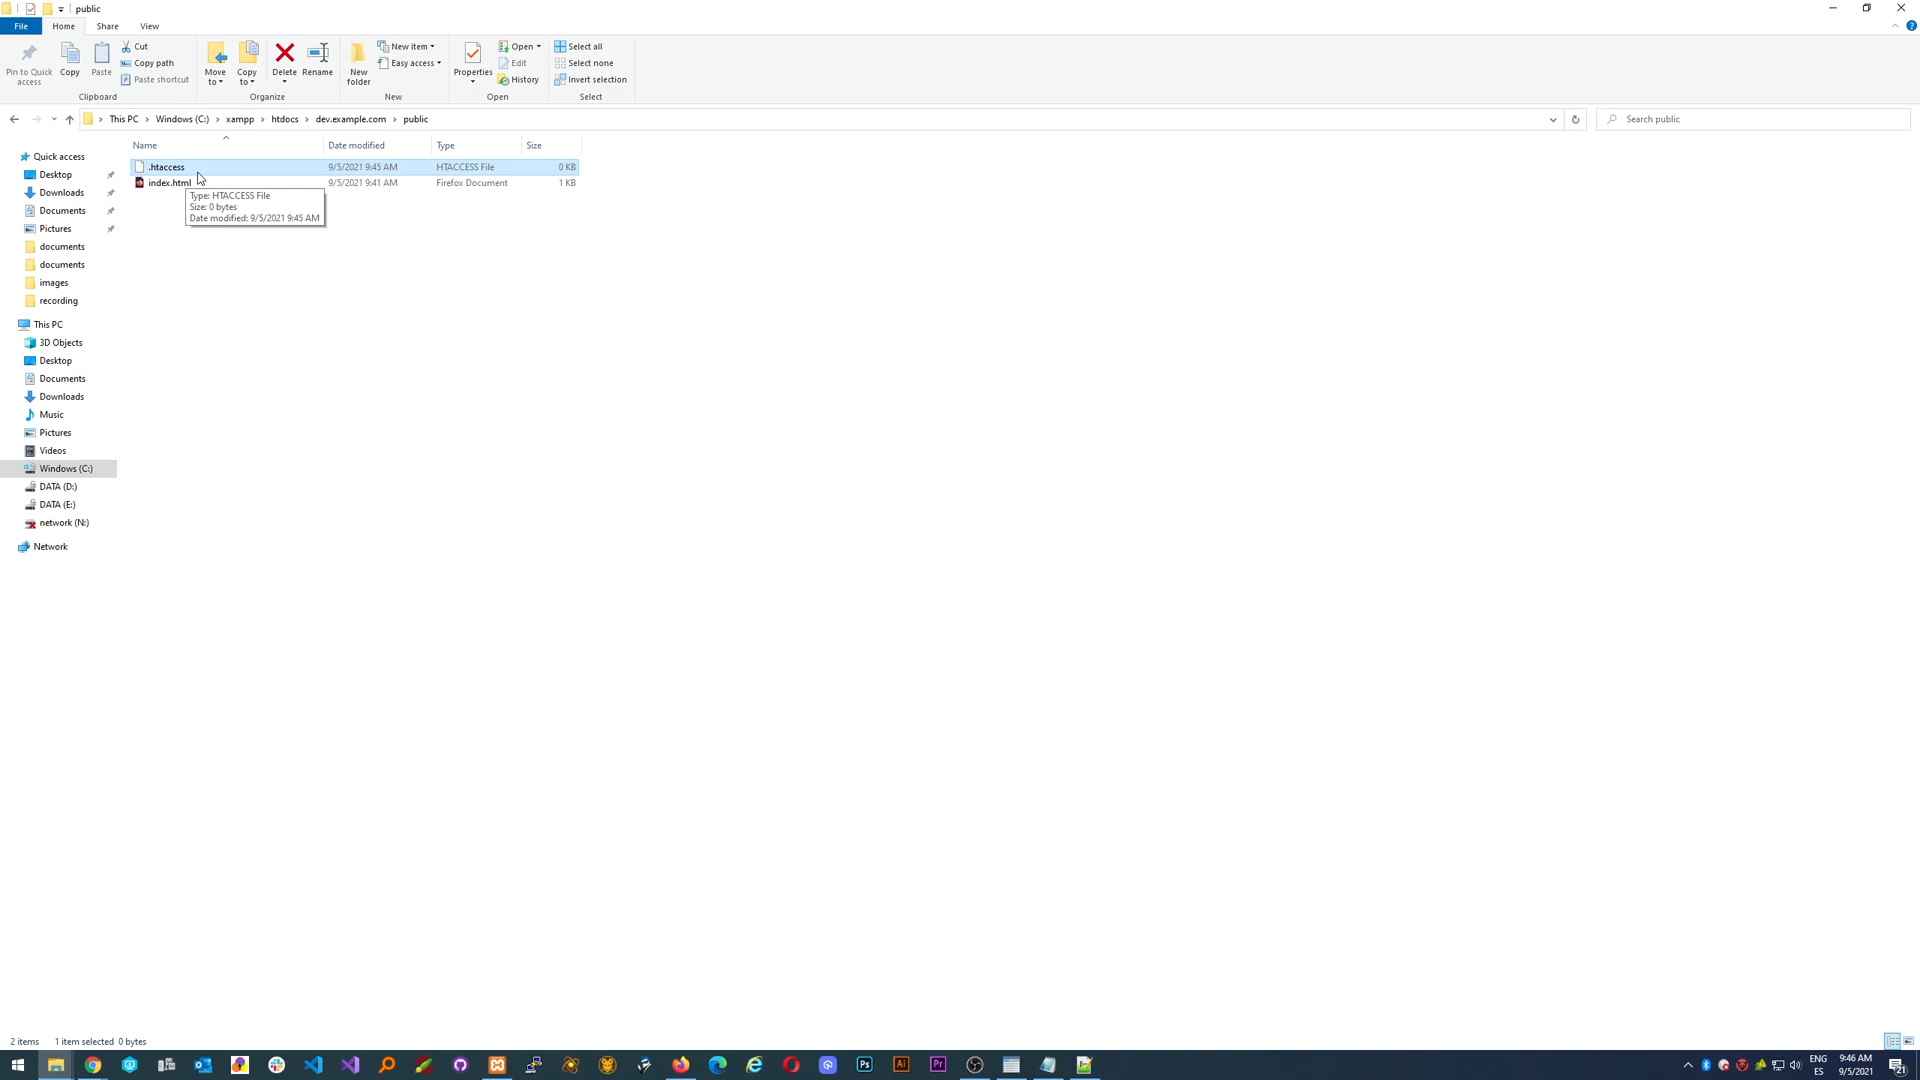 public
File Home Share View
Pin to Quick access
Copy
Paste
Cut
Copy path
Paste shortcut
Clipboard
Move to
Copy to
Delete
Rename
Organize
New folder
New item
Easy access
New
Properties
Open
Edit
History
Open
Select all
Select none
Invert selection
Select
This PC > Windows (C:) > xampp > htdocs > dev.example.com > public
Search public
Name Date modified Type Size
.htaccess 9/5/2021 9:45 AM HTACCESS File 0 KB
index.html 9/5/2021 9:41 AM Firefox Document 1 KB
Type: HTACCESS File
Size: 0 bytes
Date modified: 9/5/2021 9:45 AM
Quick access
Desktop
Downloads
Documents
Pictures
documents
documents
images
recording
This PC
3D Objects
Desktop
Documents
Downloads
Music
Pictures
Videos
Windows (C:)
DATA (D:)
DATA (E:)
network (N:)
Network
2 items 1 item selected 0 bytes
Ps Ai Pr
ENG
ES
9:46 AM
9/5/2021
21